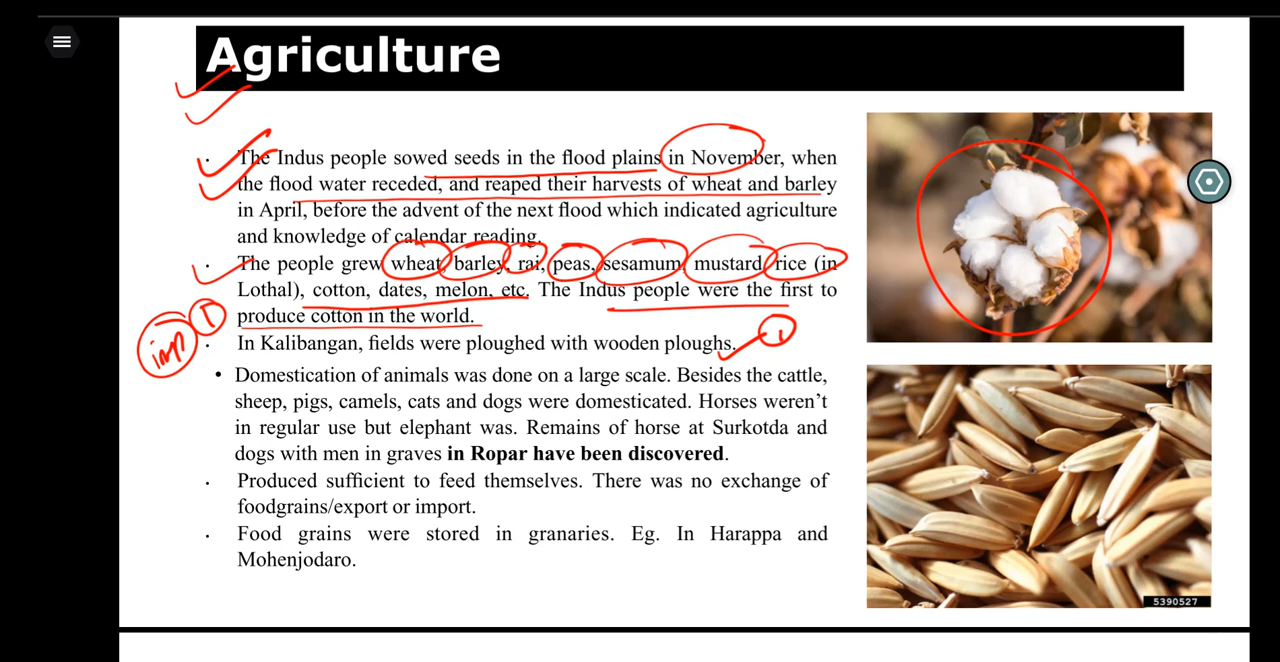 Agriculture
· The Indus people sowed seeds in the flood plains in November, when
the flood water receded, and reaped their harvests of wheat and barley
in April, before the advent of the next flood which indicated agriculture
and knowledge of calendar reading.
· The people grew wheat, barley, rai, peas, sesamum, mustard, rice (in
Lothal), cotton, dates, melon, etc. The Indus people were the first to
produce cotton in the world.
imp
· In Kalibangan, fields were ploughed with wooden ploughs.
• Domestication of animals was done on a large scale. Besides the cattle,
sheep, pigs, camels, cats and dogs were domesticated. Horses weren’t
in regular use but elephant was. Remains of horse at Surkotda and
dogs with men in graves in Ropar have been discovered.
· Produced sufficient to feed themselves. There was no exchange of
foodgrains/export or import.
· Food grains were stored in granaries. Eg. In Harappa and
Mohenjodaro.
5390527